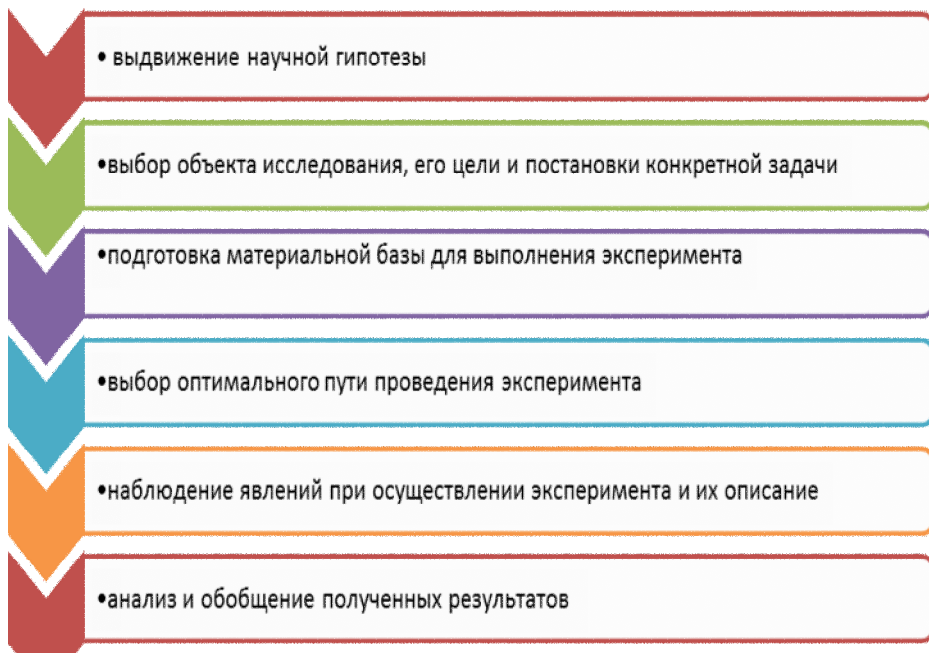 • выдвижение научной гипотезы
•выбор объекта исследования, его цели и постановки конкретной задачи
•подготовка материальной базы для выполнения эксперимента
•выбор оптимального пути проведения эксперимента
•наблюдение явлений при осуществлении эксперимента и их описание
•анализ и обобщение полученных результатов